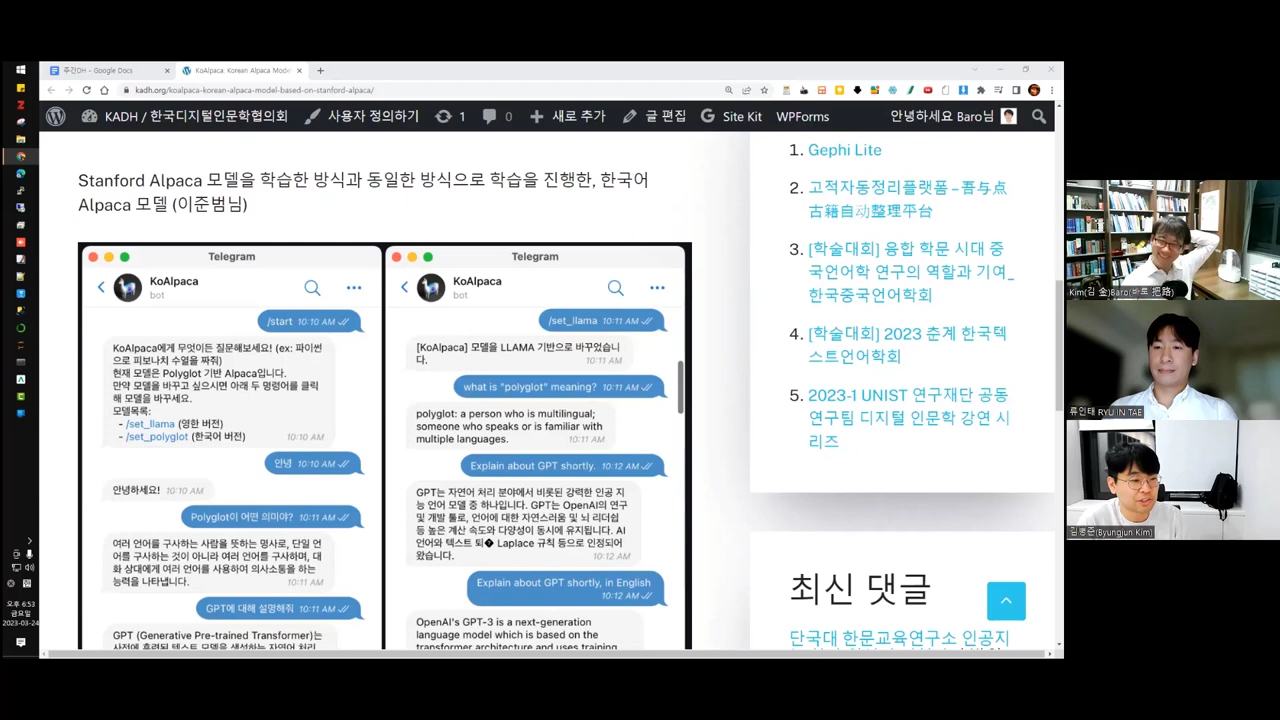 주간DH - Google Docs
KoAlpaca: Korean Alpaca Mode
kadh.org/koalpaca-korean-alpaca-model-based-on-stanford-alpaca/
KADH / 한국디지털인문학협의회
사용자 정의하기
1
0
새로 추가
글 편집
Site Kit
WPForms
안녕하세요 Baro님
Stanford Alpaca 모델을 학습한 방식과 동일한 방식으로 학습을 진행한, 한국어
Alpaca 모델 (이준범님)
Telegram
KoAlpaca
bot
/start 10:10 AM
KoAlpaca에게 무엇이든 질문해보세요! (ex: 파이썬
으로 피보나치 수열을 짜줘)
현재 모델은 Polyglot 기반 Alpaca입니다.
만약 모델을 바꾸고 싶으시면 아래 두 명령어를 클릭
해 모델을 바꾸세요.
모델목록:
- /set_llama (영한 버전)
- /set_polyglot (한국어 버전)
10:10 AM
안녕 10:10 AM
안녕하세요! 10:10 AM
Polyglot이 어떤 의미야? 10:11 AM
여러 언어를 구사하는 사람을 뜻하는 명사로, 단일 언
어를 구사하는 것이 아니라 여러 언어를 구사하며, 대
화 상대에게 여러 언어를 사용하여 의사소통을 하는
능력을 나타냅니다.
10:11 AM
GPT에 대해 설명해줘 10:11 AM
GPT (Generative Pre-trained Transformer)는
사전에 훈련된 텍스트 모델을 생성하는 자연어 처리
Telegram
KoAlpaca
bot
/set_llama 10:11 AM
[KoAlpaca] 모델을 LLAMA 기반으로 바꾸었습니
다.
10:11 AM
what is "polyglot" meaning? 10:11 AM
polyglot: a person who is multilingual;
someone who speaks or is familiar with
multiple languages.
10:11 AM
Explain about GPT shortly. 10:12 AM
GPT는 자연어 처리 분야에서 비롯된 강력한 인공 지
능 언어 모델 중 하나입니다. GPT는 OpenAI의 연구
및 개발 툴로, 언어에 대한 자연스러움 및 뇌 리더쉽
등 높은 계산 속도와 다양성이 동시에 유지됩니다. AI
언어와 텍스트 퇴� Laplace 규칙 등으로 인정되어
왔습니다.
10:12 AM
Explain about GPT shortly, in English
10:12 AM
OpenAI's GPT-3 is a next-generation
language model which is based on the
transformer architecture and uses training
1. Gephi Lite
2. 고적자동정리플랫폼 – 吾与点
古籍自动整理平台
3. [학술대회] 융합 학문 시대 중
국언어학 연구의 역할과 기여_
한국중국언어학회
4. [학술대회] 2023 춘계 한국텍
스트언어학회
5. 2023-1 UNIST 연구재단 공동
연구팀 디지털 인문학 강연 시
리즈
최신 댓글
단국대 한문교육연구소 인공지
Kim(김 金)Baro(바로 把路)
류인태 RYU IN TAE
김병준(Byungjun Kim)
오후 6:53
금요일
2023-03-24